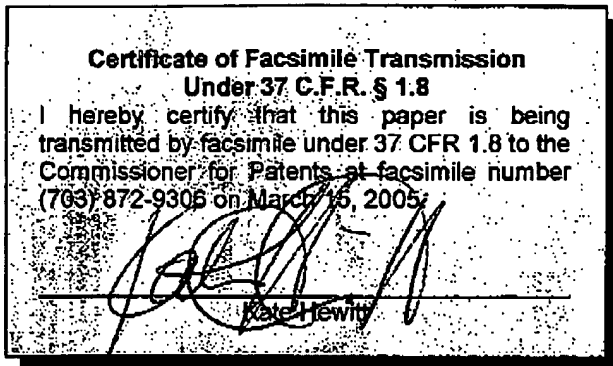 Certificate of Facsimile Transmission
Under 37 C.F.R. § 1.8
I hereby certify that this paper is being
transmitted by facsimile under 37 CFR 1.8 to the
Commissioner for Patents at facsimile number
(703) 872-9306 on March 15, 2005.
Kate Hewitt